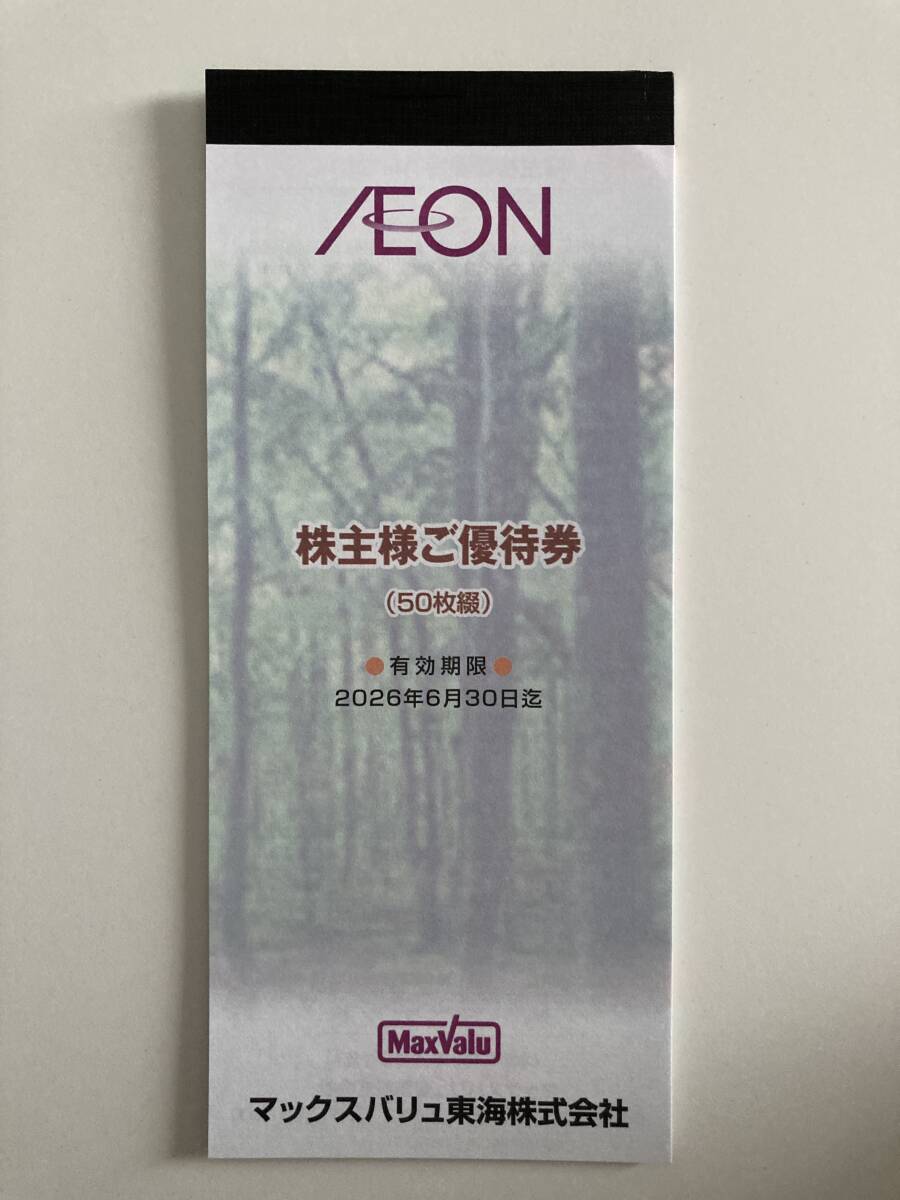 ÆON
株主様ご優待券
(50枚綴)
●有効期限●
2026年6月30日迄
MaxValu
マックスバリュ東海株式会社